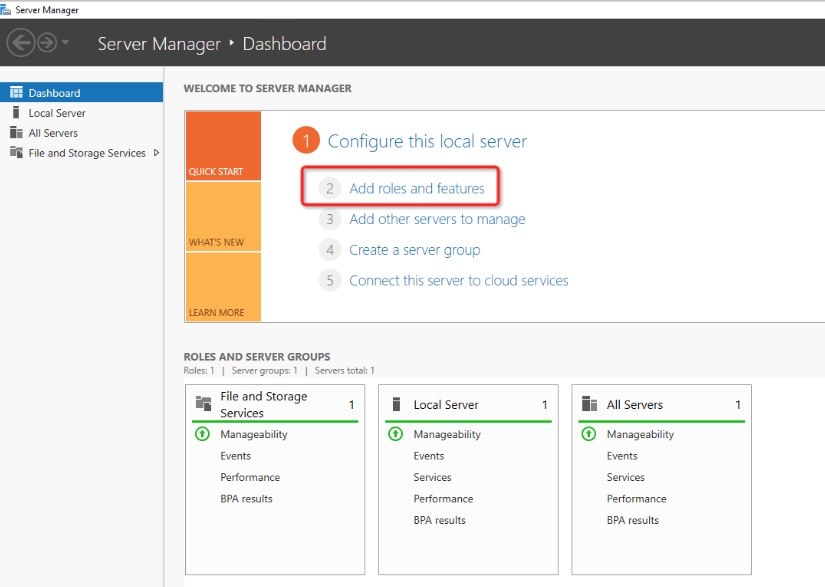 Server Manager
Server Manager ‣ Dashboard
Dashboard
Local Server
All Servers
File and Storage Services
WELCOME TO SERVER MANAGER
QUICK START
WHAT'S NEW
LEARN MORE
1 Configure this local server
2 Add roles and features
3 Add other servers to manage
4 Create a server group
5 Connect this server to cloud services
ROLES AND SERVER GROUPS
Roles: 1 | Server groups: 1 | Servers total: 1
File and Storage
Services 1
Manageability
Events
Performance
BPA results
Local Server 1
Manageability
Events
Services
Performance
BPA results
All Servers 1
Manageability
Events
Services
Performance
BPA results